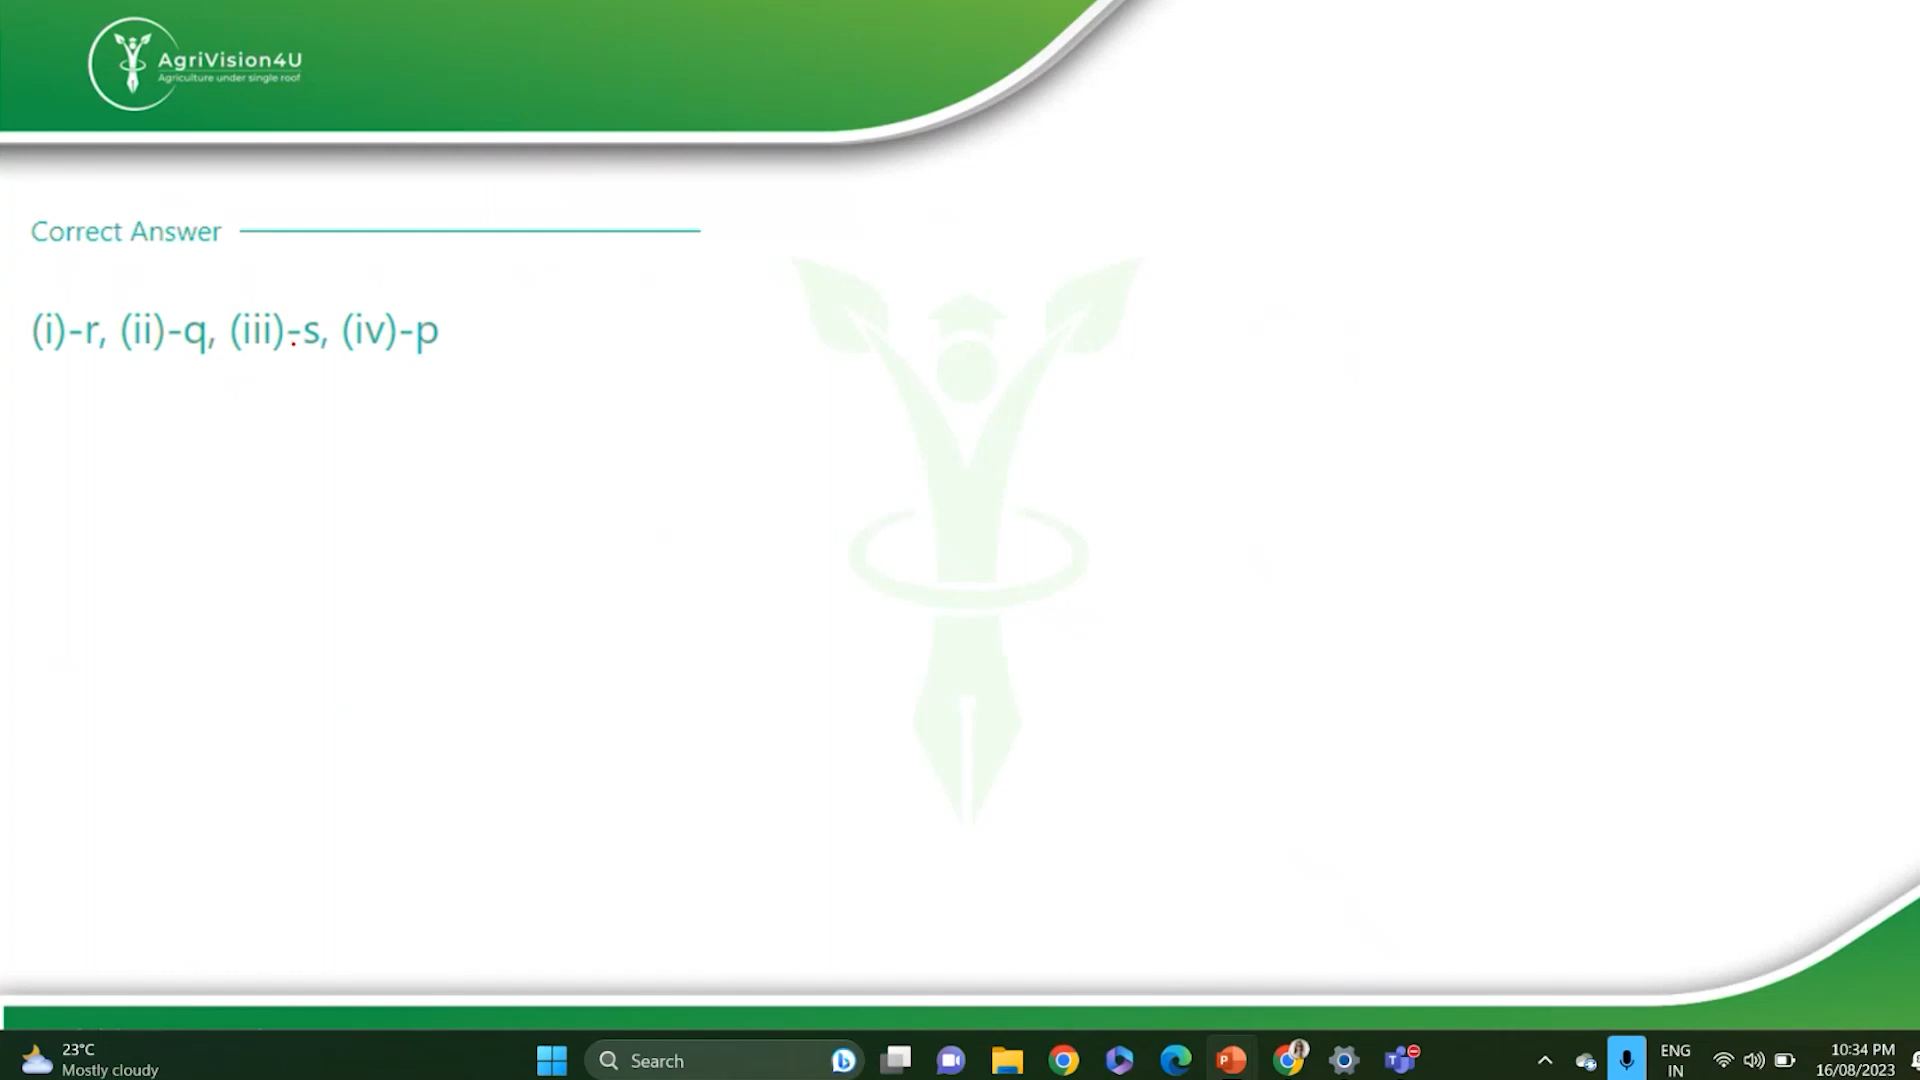 AgriVision4U
Agriculture under single roof
Correct Answer
(i)-r, (ii)-q, (iii)-s, (iv)-p
23°C
Mostly cloudy
Search
ENG
IN
10:34 PM
16/08/2023